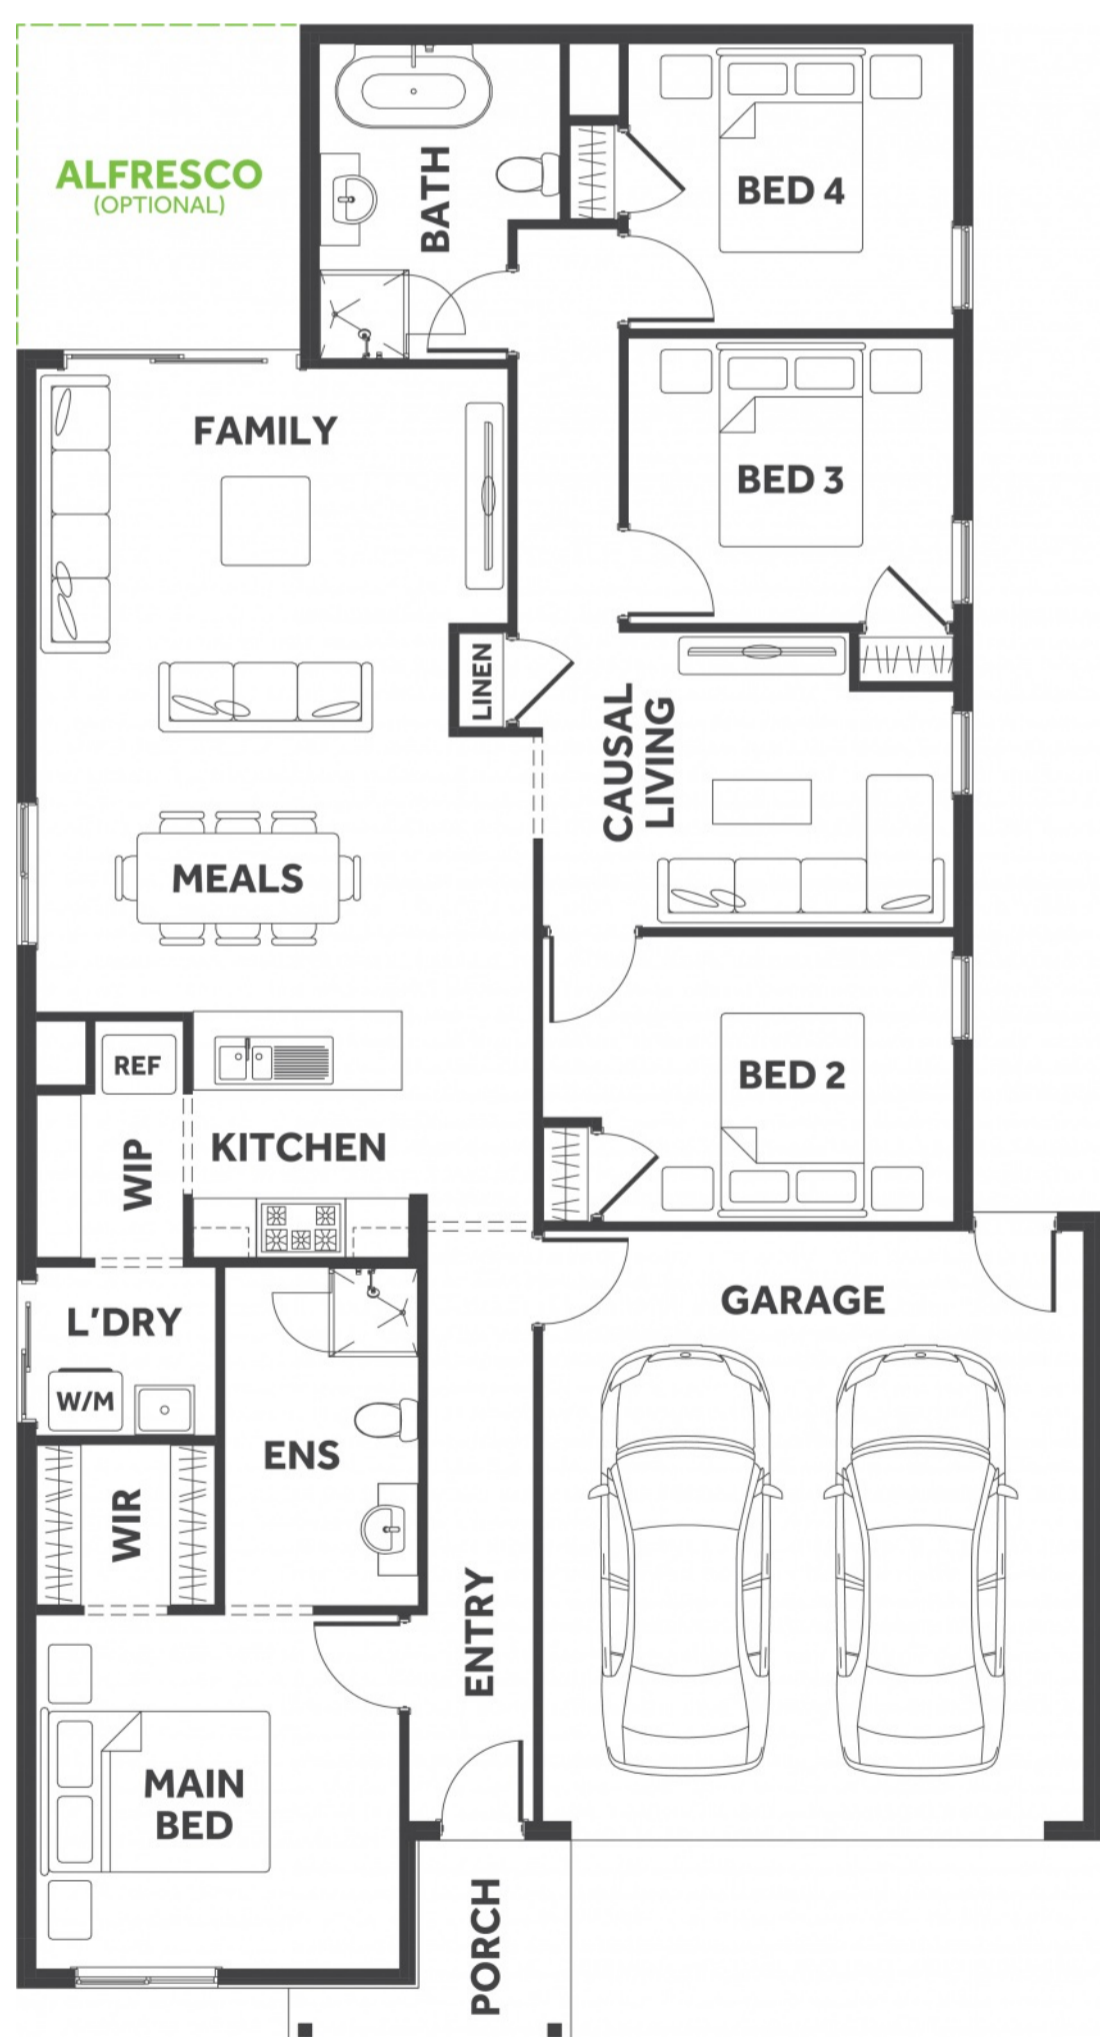 ALFRESCO
(OPTIONAL)
BATH
BED 4
FAMILY
BED 3
LINEN
CAUSAL
LIVING
MEALS
REF
BED 2
WIP
KITCHEN
L'DRY
GARAGE
W/M
ENS
WIR
ENTRY
MAIN
BED
PORCH